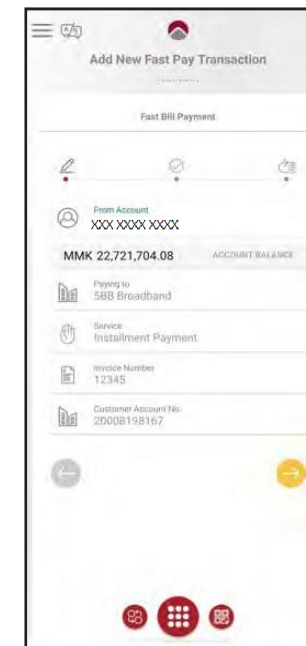 Add New Fast Pay Transaction
Fast Bill Payment
From Account
XXX XXXX XXXX
MMK 22,721,704.08 ACCOUNT BALANCE
Paying to
5BB Broadband
Service
Installment Payment
Invoice Number
12345
Customer Account No.
20008198167